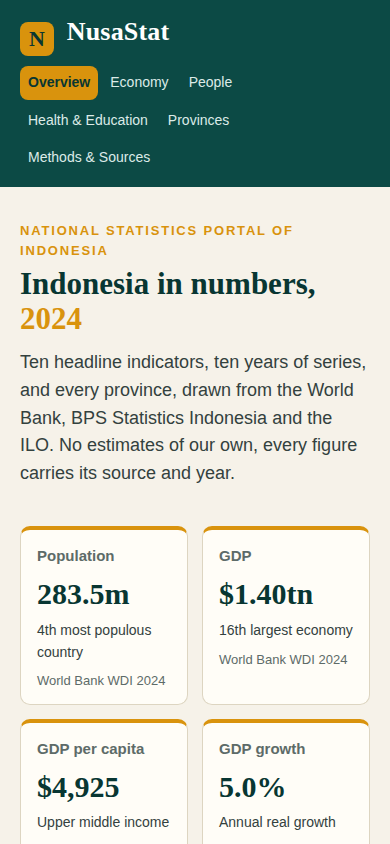 N NusaStat
Overview Economy People
Health & Education Provinces
Methods & Sources
NATIONAL STATISTICS PORTAL OF
INDONESIA
Indonesia in numbers,
2024
Ten headline indicators, ten years of series,
and every province, drawn from the World
Bank, BPS Statistics Indonesia and the
ILO. No estimates of our own, every figure
carries its source and year.
Population
283.5m
4th most populous
country
World Bank WDI 2024
GDP
$1.40tn
16th largest economy
World Bank WDI 2024
GDP per capita
$4,925
Upper middle income
GDP growth
5.0%
Annual real growth